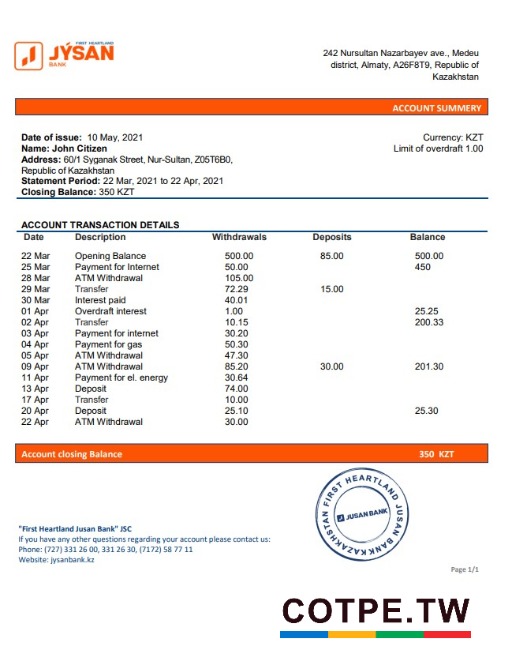 FIRST HEARTLAND
JÝSAN
BANK
242 Nursultan Nazarbayev ave., Medeu
district, Almaty, A26F8T9, Republic of
Kazakhstan
ACCOUNT SUMMERY
Date of issue: 10 May, 2021
Currency: KZT
Name: John Citizen
Limit of overdraft 1.00
Address: 60/1 Syganak Street, Nur-Sultan, Z05T6B0,
Republic of Kazakhstan
Statement Period: 22 Mar, 2021 to 22 Apr, 2021
Closing Balance: 350 KZT
ACCOUNT TRANSACTION DETAILS
Date Description Withdrawals Deposits Balance
22 Mar Opening Balance 500.00 85.00 500.00
25 Mar Payment for Internet 50.00 450
28 Mar ATM Withdrawal 105.00
29 Mar Transfer 72.29 15.00
30 Mar Interest paid 40.01
01 Apr Overdraft interest 1.00 25.25
02 Apr Transfer 10.15 200.33
03 Apr Payment for internet 30.20
04 Apr Payment for gas 50.30
05 Apr ATM Withdrawal 47.30
09 Apr ATM Withdrawal 85.20 30.00 201.30
11 Apr Payment for el. energy 30.64
13 Apr Deposit 74.00
17 Apr Transfer 10.00
20 Apr Deposit 25.10 25.30
22 Apr ATM Withdrawal 30.00
Account closing Balance 350 KZT
FIRST HEARTLAND JUSAN BANK KAZAKHSTAN
JUSANBANK
"First Heartland Jusan Bank" JSC
If you have any other questions regarding your account please contact us:
Phone: (727) 331 26 00, 331 26 30, (7172) 58 77 11
Website: jysanbank.kz
Page 1/1
COTPE.TW